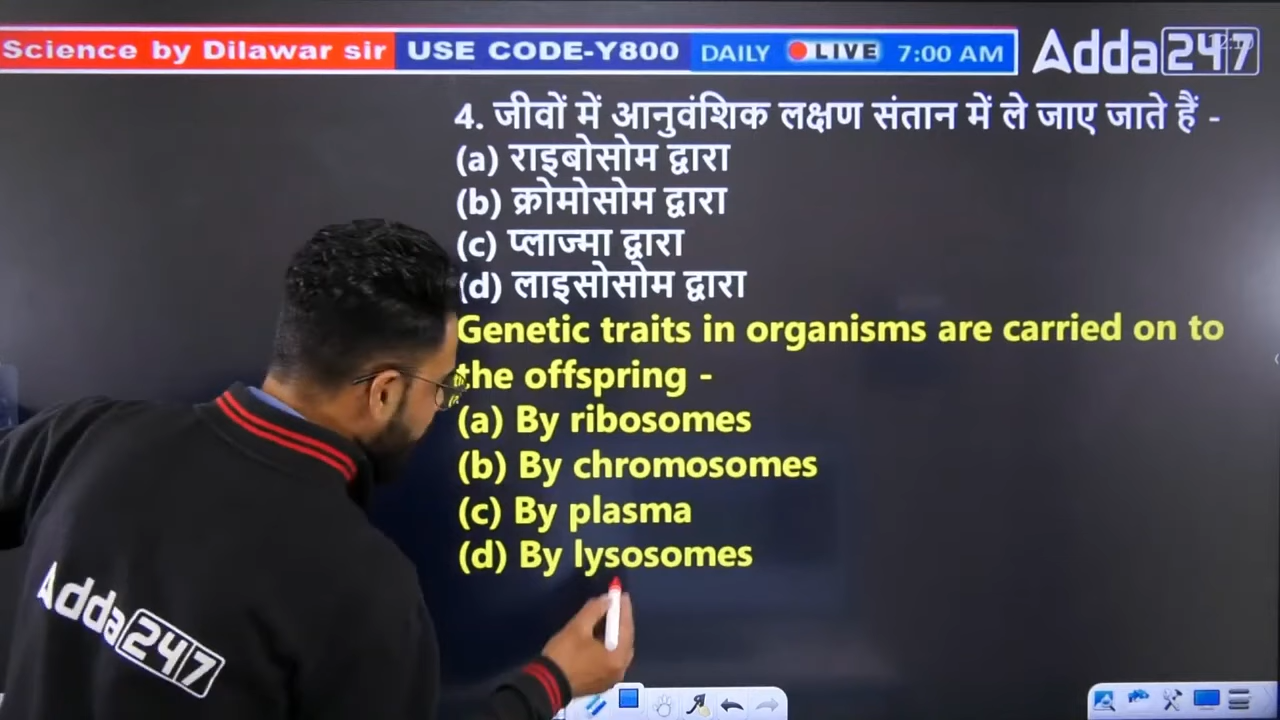 Science by Dilawar sir USE CODE-Y800 DAILY LIVE 7:00 AM Adda247
4. जीवों में आनुवंशिक लक्षण संतान में ले जाए जाते हैं -
(a) राइबोसोम द्वारा
(b) क्रोमोसोम द्वारा
(c) प्लाज्मा द्वारा
(d) लाइसोसोम द्वारा
Genetic traits in organisms are carried on to
the offspring -
(a) By ribosomes
(b) By chromosomes
(c) By plasma
(d) By lysosomes
Adda247